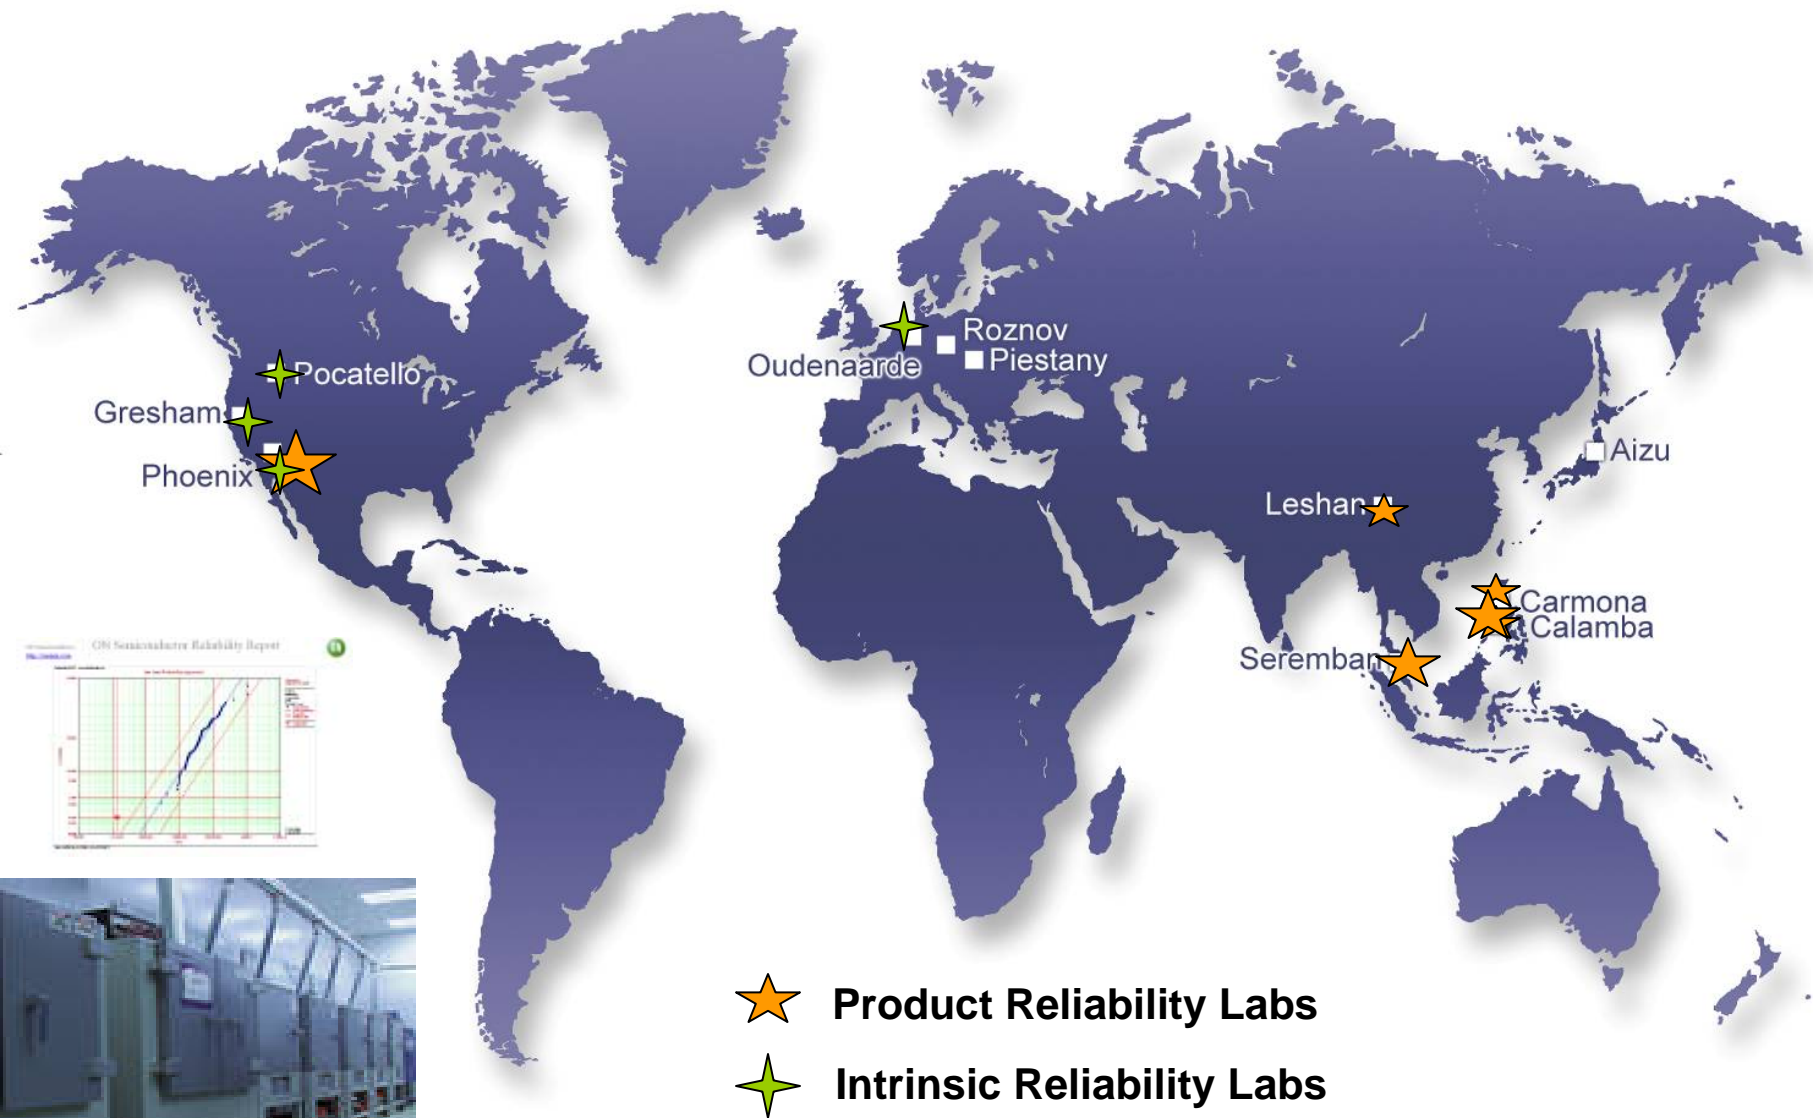 Pocatello
Gresham
Phoenix
Oudenaarde
Roznov
Piestany
Aizu
Leshan
Carmona
Calamba
Seremban
ON Semiconductor Reliability Report
Product Reliability Labs
Intrinsic Reliability Labs